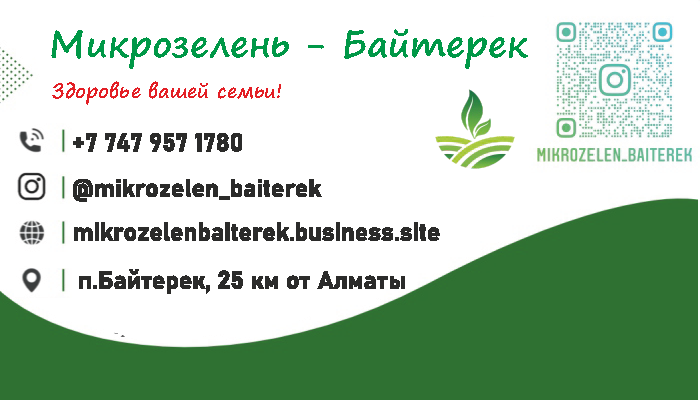 Микрозелень - Байтерек
Здоровье вашей семьи!
+7 747 957 1780
@mikrozelen_baiterek
mikrozelenbaiterek.business.site
п.Байтерек, 25 км от Алматы
MIKROZELEN_BAITEREK